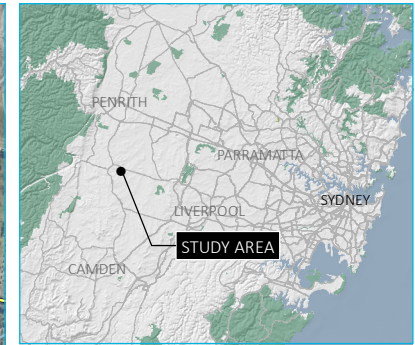 PENRITH
PARRAMATTA
SYDNEY
LIVERPOOL
STUDY AREA
CAMDEN